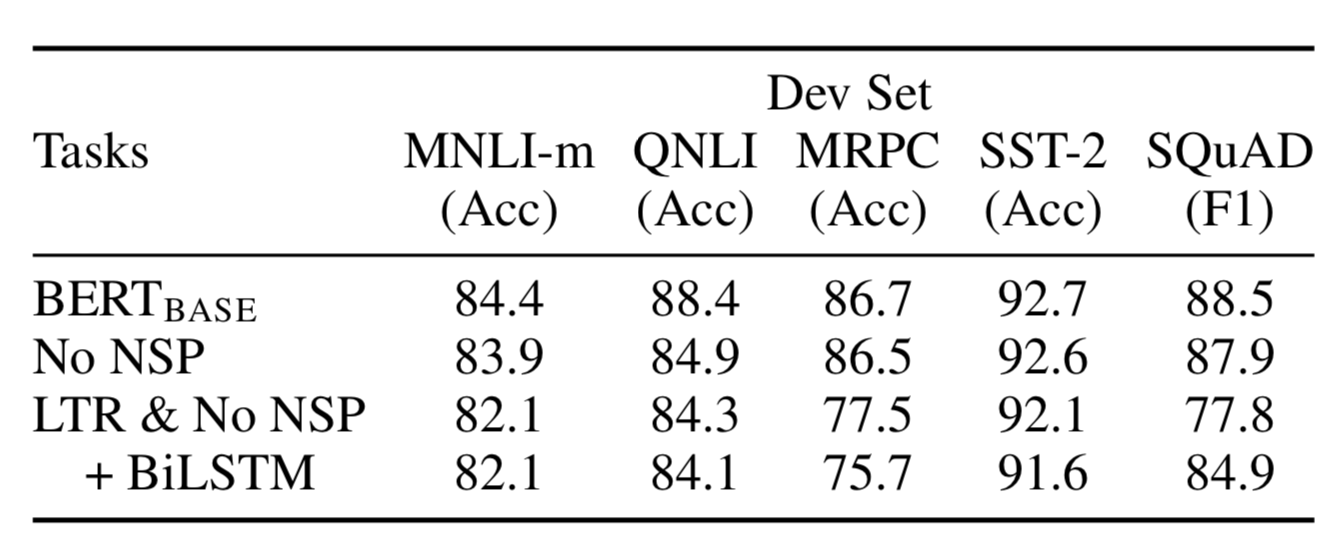 Dev Set
Tasks MNLI-m QNLI MRPC SST-2 SQuAD
(Acc) (Acc) (Acc) (Acc) (F1)
BERTBASE 84.4 88.4 86.7 92.7 88.5
No NSP 83.9 84.9 86.5 92.6 87.9
LTR & No NSP 82.1 84.3 77.5 92.1 77.8
+ BiLSTM 82.1 84.1 75.7 91.6 84.9